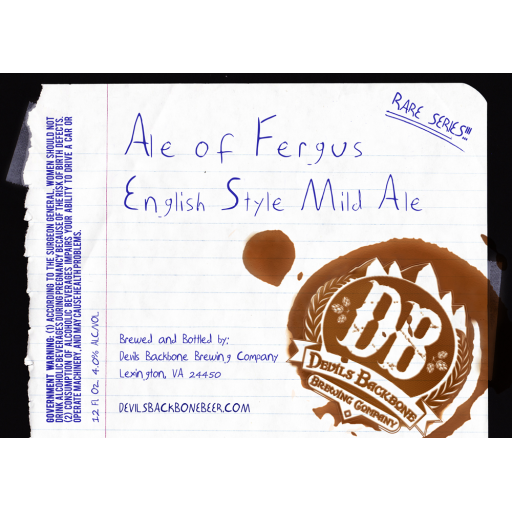 RARE SERIES!!!
Ale of Fergus
English Style Mild Ale
Brewed and Bottled by:
Devils Backbone Brewing Company
Lexington, VA 24450
DEVILSBACKBONEBEER.COM
DB
DEVILS BACKBONE
BREWING COMPANY
GOVERNMENT WARNING: (1) ACCORDING TO THE SURGEON GENERAL, WOMEN SHOULD NOT
DRINK ALCOHOLIC BEVERAGES DURING PREGNANCY BECAUSE OF THE RISK OF BIRTH DEFECTS.
(2) CONSUMPTION OF ALCOHOLIC BEVERAGES IMPAIRS YOUR ABILITY TO DRIVE A CAR OR
OPERATE MACHINERY, AND MAY CAUSE HEALTH PROBLEMS.
12 Fl Oz 4.0% ALC/VOL